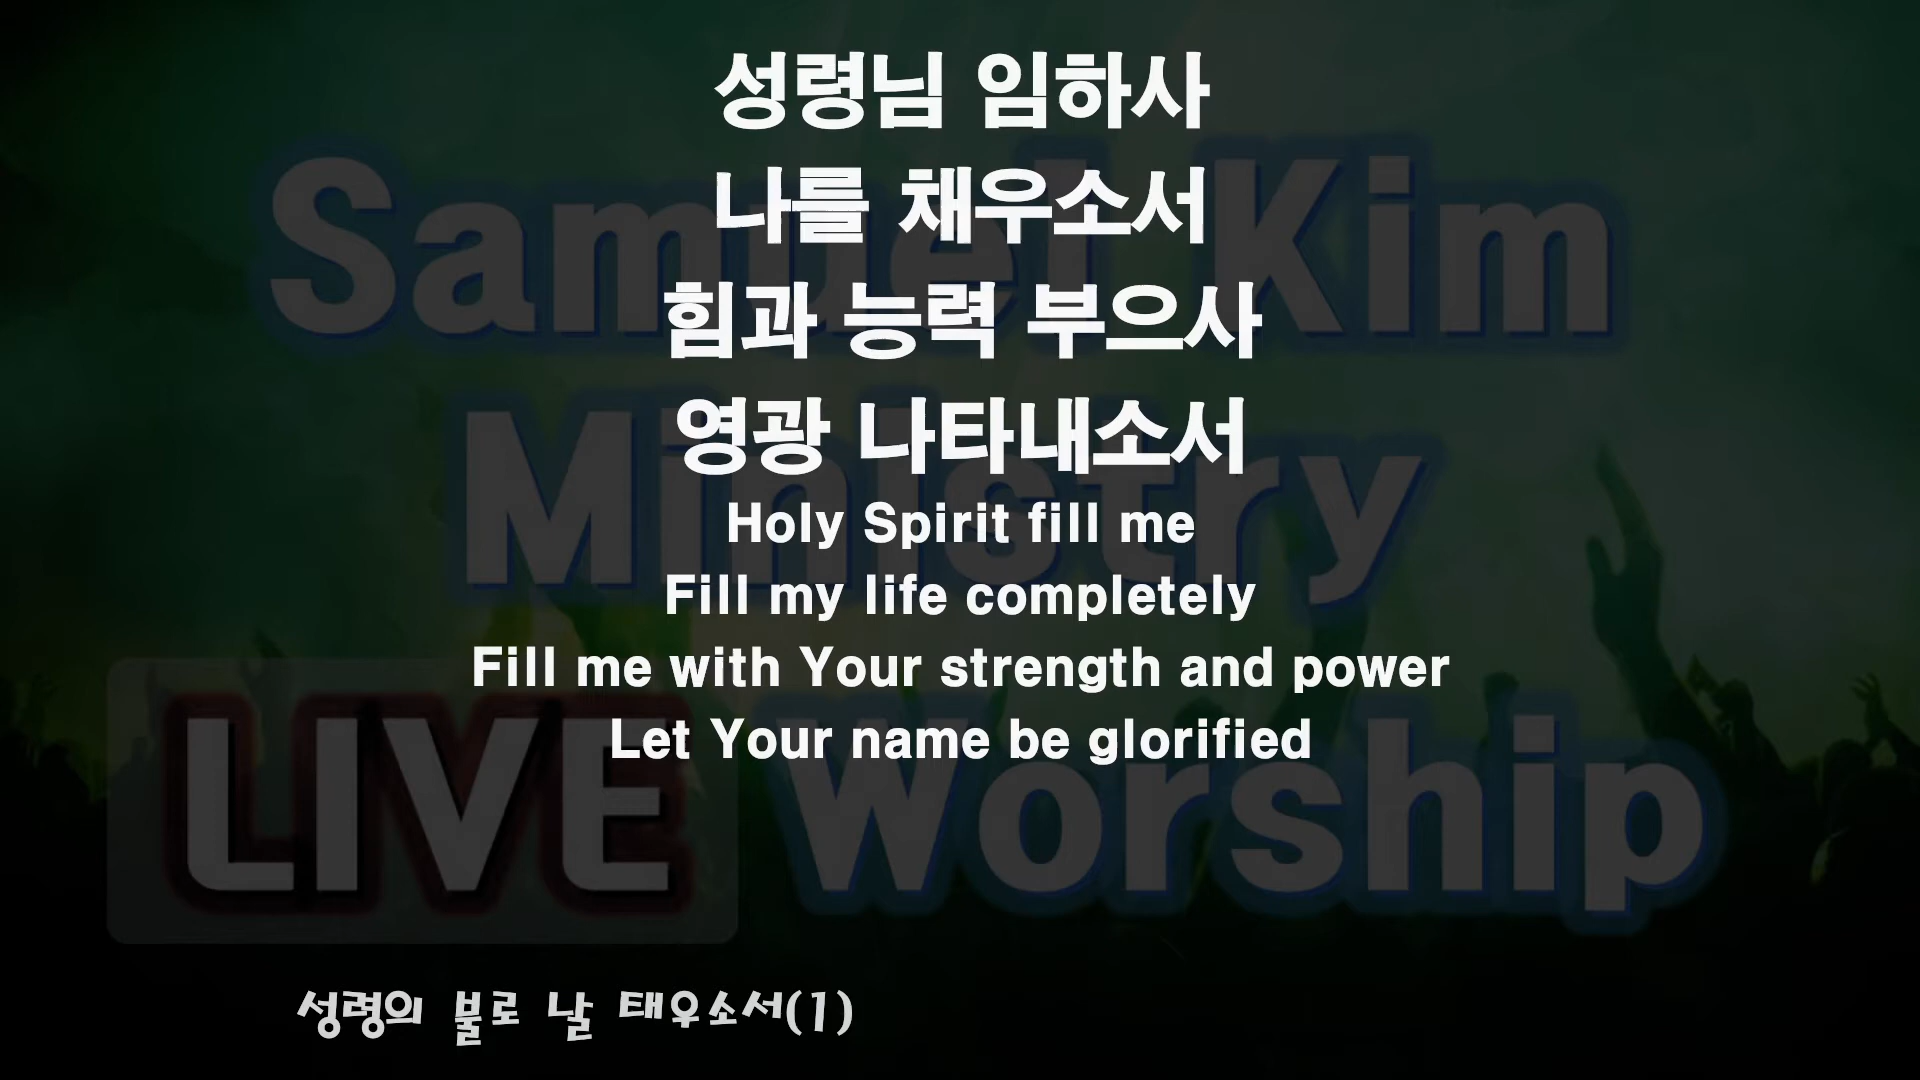 성령님 임하사
나를 채우소서
힘과 능력 부으사
영광 나타내소서
Holy Spirit fill me
Fill my life completely
Fill me with Your strength and power
Let Your name be glorified
Samuel Kim
Ministry
LIVE Worship
성령의 불로 날 태우소서(1)